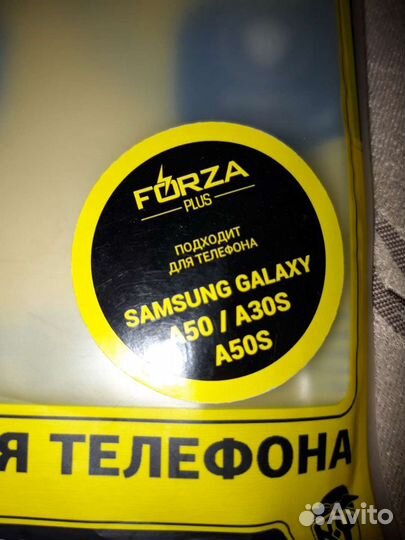 FORZA
PLUS
ПОДХОДИТ
ДЛЯ ТЕЛЕФОНА
SAMSUNG GALAXY
A50 / A30S
A50S
Я ТЕЛЕФОНА
Avito